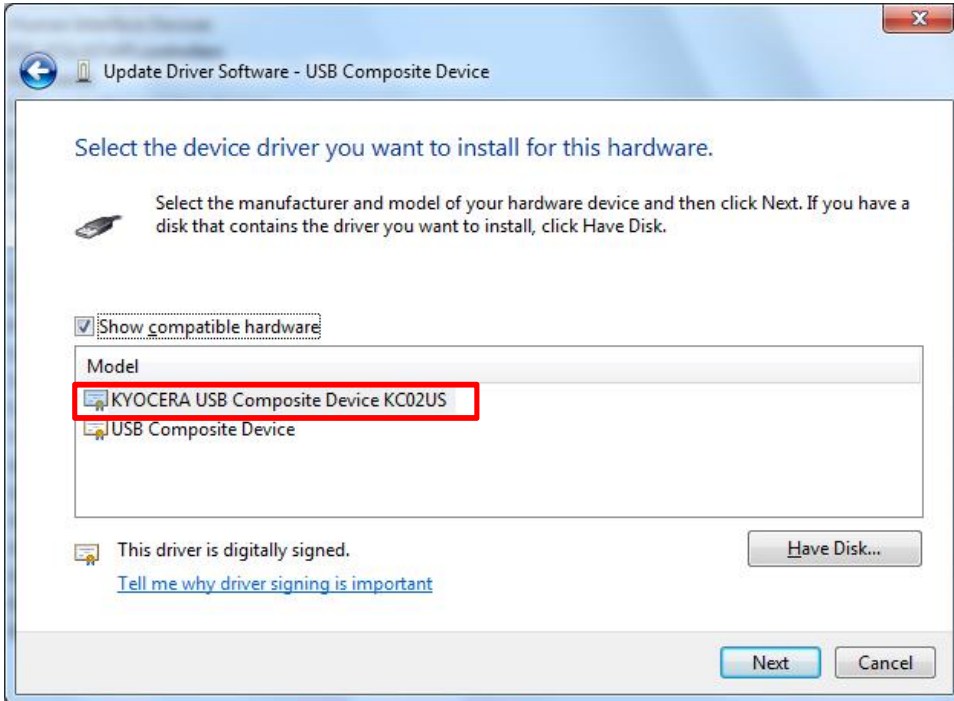 Update Driver Software - USB Composite Device
Select the device driver you want to install for this hardware.
Select the manufacturer and model of your hardware device and then click Next. If you have a
disk that contains the driver you want to install, click Have Disk.
Show compatible hardware
Model
KYOCERA USB Composite Device KC02US
USB Composite Device
This driver is digitally signed.
Have Disk...
Tell me why driver signing is important
Next
Cancel